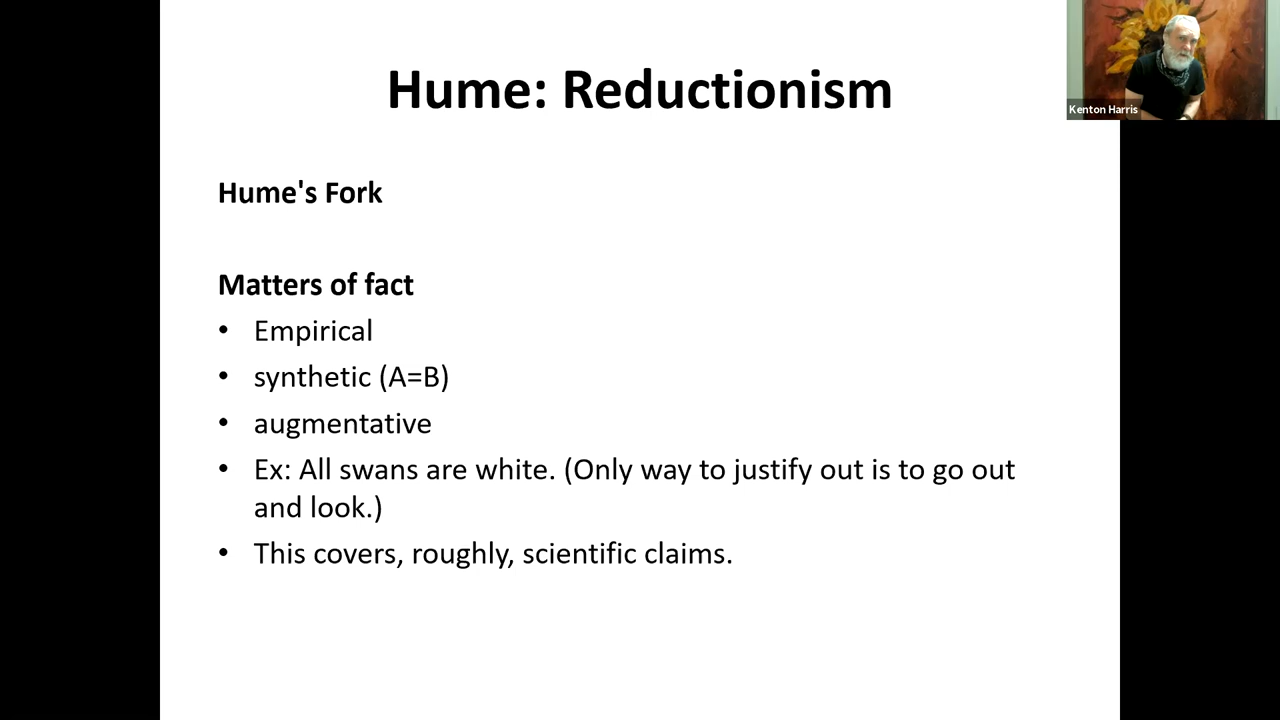 Hume: Reductionism
Kenton Harris
Hume's Fork
Matters of fact
• Empirical
• synthetic (A=B)
• augmentative
• Ex: All swans are white. (Only way to justify out is to go out
and look.)
• This covers, roughly, scientific claims.